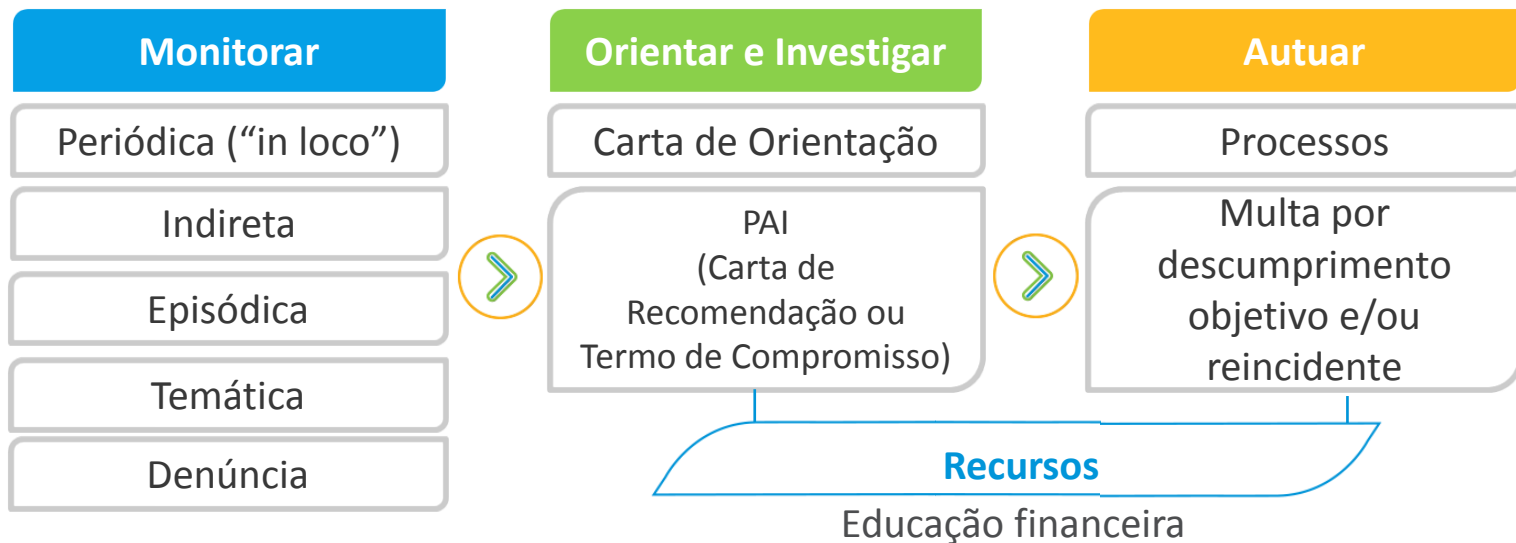 Monitorar
Periódica (“in loco”)
Indireta
Episódica
Temática
Denúncia
Orientar e Investigar
Carta de Orientação
PAI
(Carta de
Recomendação ou
Termo de Compromisso)
Autuar
Processos
Multa por
descumprimento
objetivo e/ou
reincidente
Recursos
Educação financeira